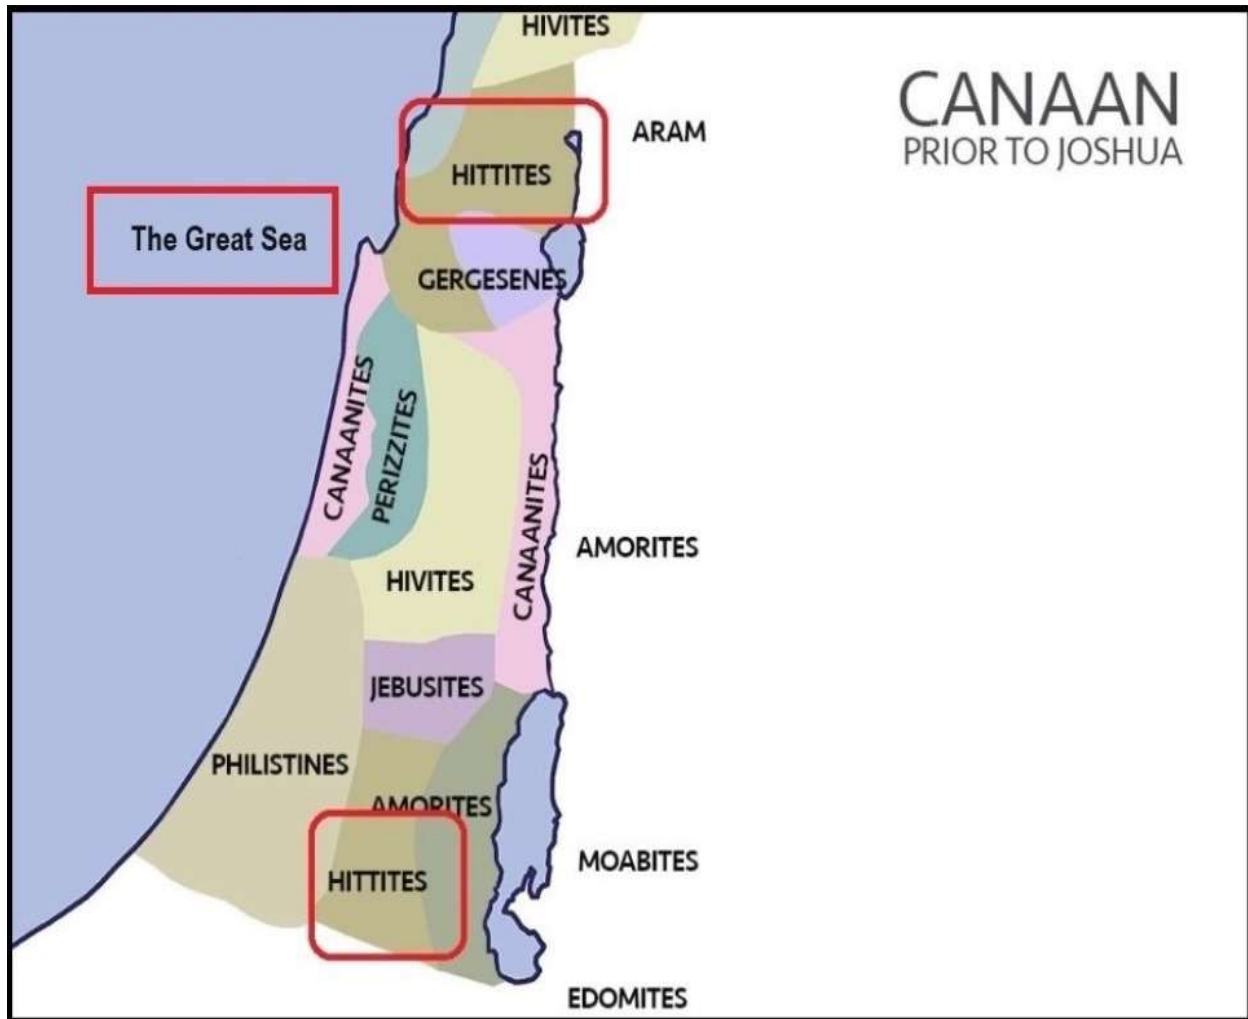 HIVITES
CANAAN
PRIOR TO JOSHUA
ARAM
HITTITES
The Great Sea
GERGESENES
CANAANITES
PERIZZITES
CANAANITES
AMORITES
HIVITES
JEBUSITES
PHILISTINES
AMORITES
MOABITES
HITTITES
EDOMITES